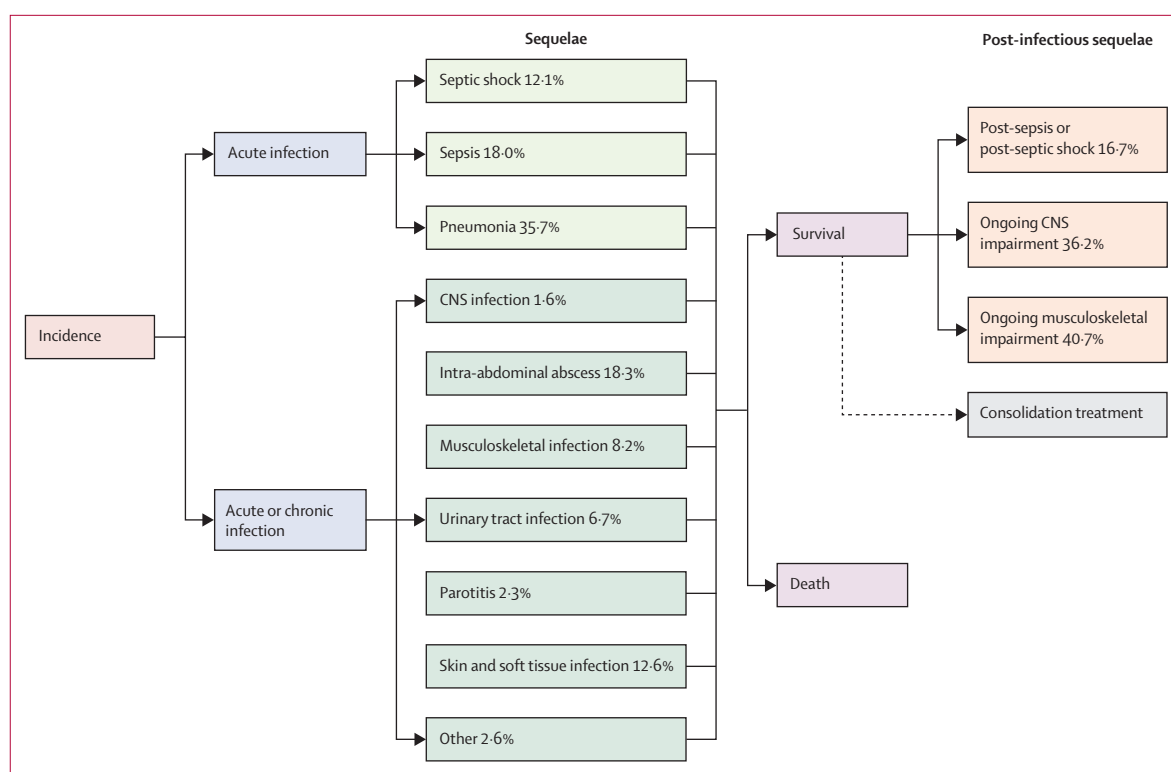 Sequelae
Post-infectious sequelae
Incidence
Acute infection
Acute or chronic
infection
Septic shock 12·1%
Sepsis 18·0%
Pneumonia 35·7%
CNS infection 1·6%
Intra-abdominal abscess 18·3%
Musculoskeletal infection 8·2%
Urinary tract infection 6·7%
Parotitis 2·3%
Skin and soft tissue infection 12·6%
Other 2·6%
Survival
Death
Post-sepsis or
post-septic shock 16·7%
Ongoing CNS
impairment 36·2%
Ongoing musculoskeletal
impairment 40·7%
Consolidation treatment